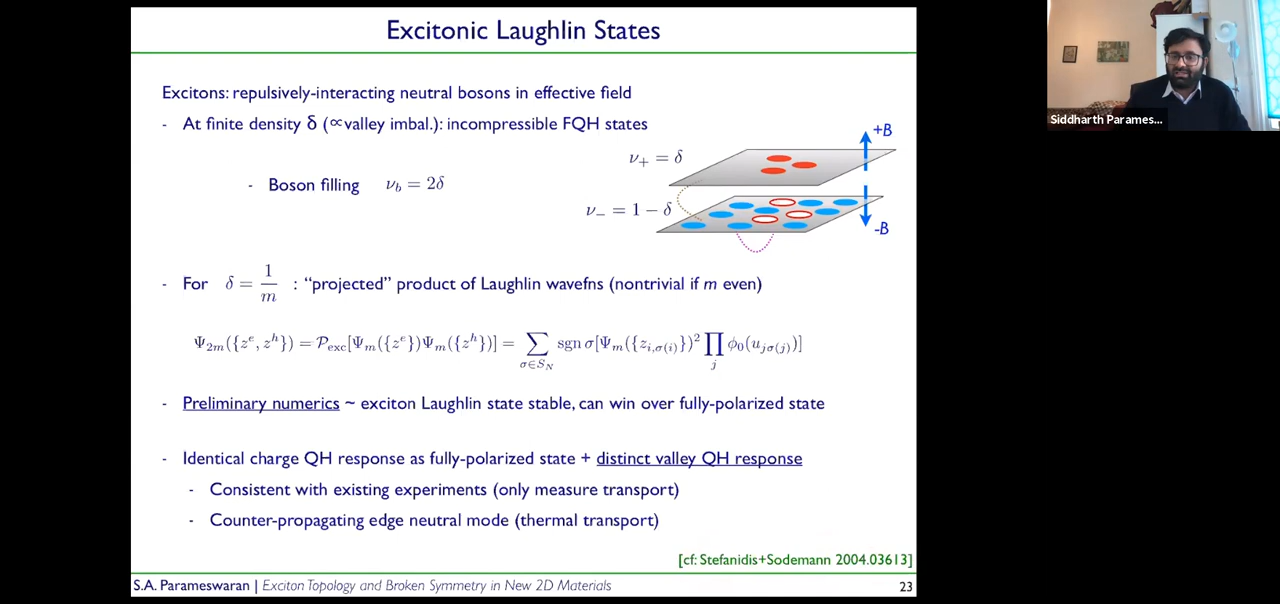 Excitonic Laughlin States
Excitons: repulsively-interacting neutral bosons in effective field
- At finite density δ (∝valley imbal.): incompressible FQH states
+B
ν₊ = δ
- Boson filling ν_b = 2δ
ν₋ = 1 − δ
-B
- For δ = 1/m : “projected” product of Laughlin wavefns (nontrivial if m even)
Ψ_{2m}({z^e, z^h}) = 𝒫_exc[Ψ_m({z^e})Ψ_m({z^h})] = ∑_{σ∈S_N} sgn σ[Ψ_m({z_{i,σ(i)}})² ∏_j ϕ₀(u_{jσ(j)})]
- Preliminary numerics ~ exciton Laughlin state stable, can win over fully-polarized state
- Identical charge QH response as fully-polarized state + distinct valley QH response
- Consistent with existing experiments (only measure transport)
- Counter-propagating edge neutral mode (thermal transport)
[cf: Stefanidis+Sodemann 2004.03613]
S.A. Parameswaran | Exciton Topology and Broken Symmetry in New 2D Materials
23
Siddharth Parames...